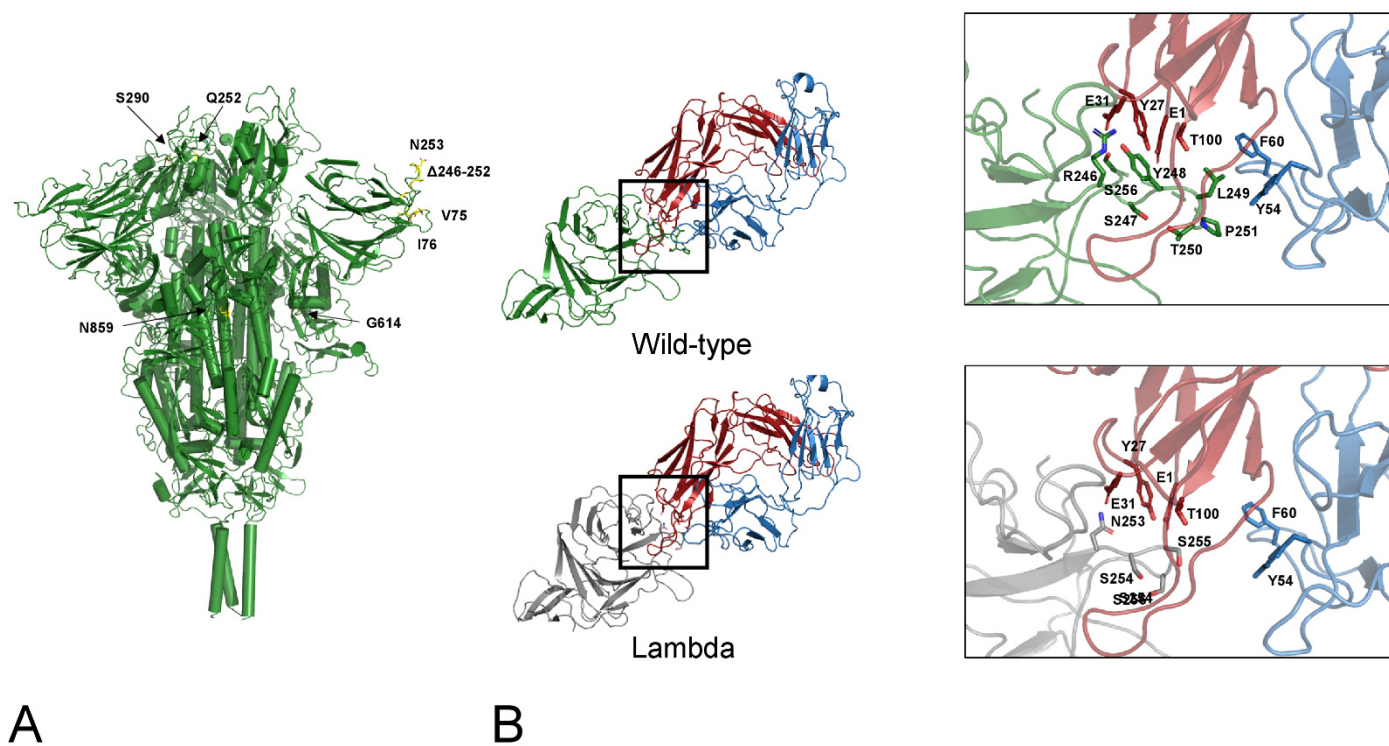 S290
Q252
N253
Δ246-252
V75
I76
N859
G614
A
Wild-type
Lambda
B
E31
Y27
E1
T100
F60
R246
S256
Y248
L249
Y54
S247
P251
T250
Y27
E1
E31
T100
F60
N253
S255
S254
Y54